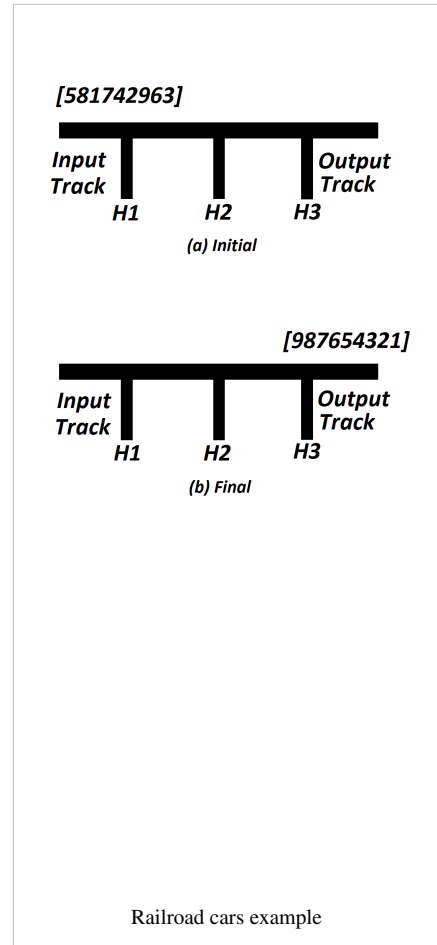 [581742963]
Input Output
Track Track
H1 H2 H3
(a) Initial
[987654321]
Input Output
Track Track
H1 H2 H3
(b) Final
Railroad cars example